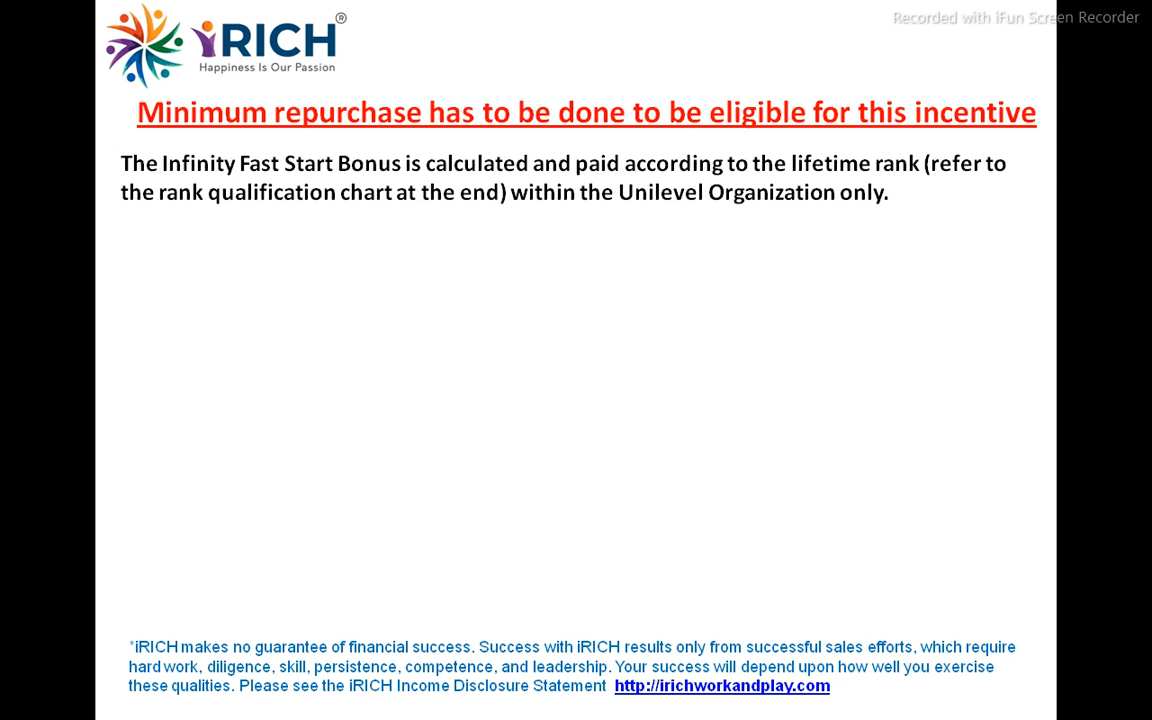 Recorded with iFun Screen Recorder
iRICH®
Happiness Is Our Passion
Minimum repurchase has to be done to be eligible for this incentive
The Infinity Fast Start Bonus is calculated and paid according to the lifetime rank (refer to
the rank qualification chart at the end) within the Unilevel Organization only.
*iRICH makes no guarantee of financial success. Success with iRICH results only from successful sales efforts, which require
hard work, diligence, skill, persistence, competence, and leadership. Your success will depend upon how well you exercise
these qualities. Please see the iRICH Income Disclosure Statement http://irichworkandplay.com